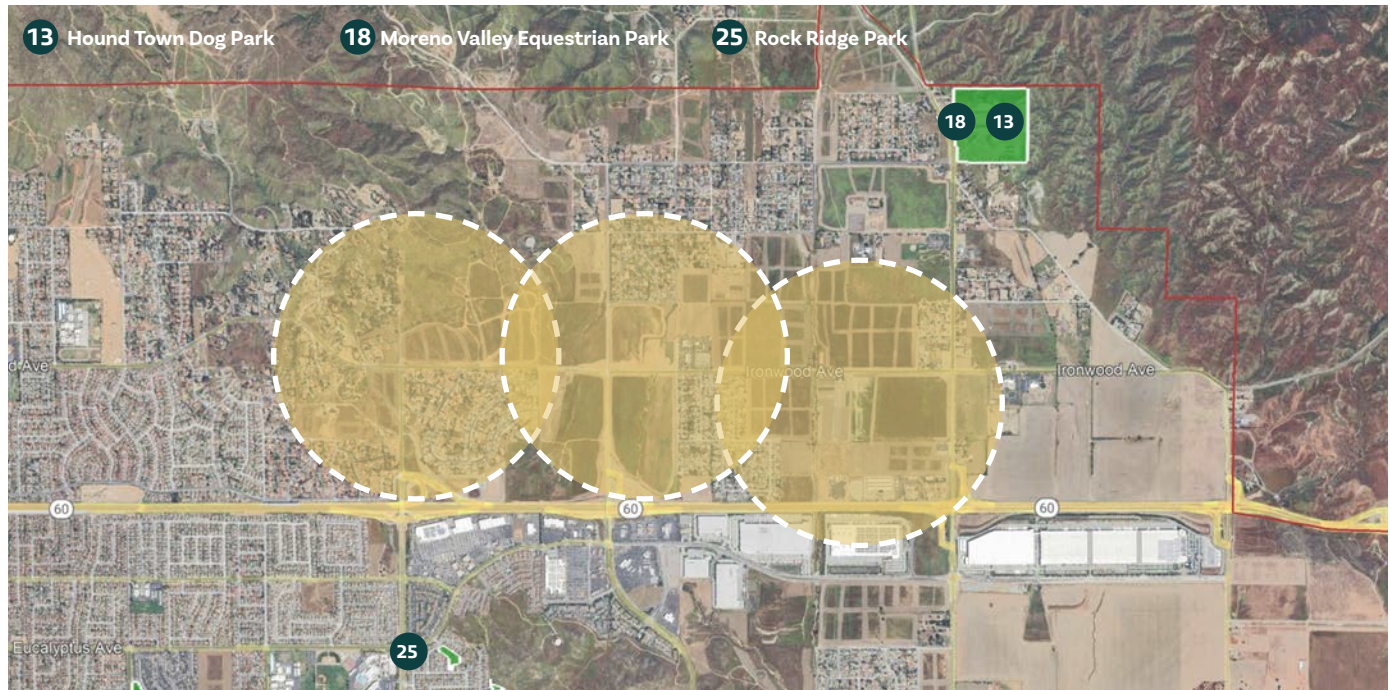 13 Hound Town Dog Park 18 Moreno Valley Equestrian Park 25 Rock Ridge Park
18 13
d Ave Ironwood Ave Ironwood Ave
60 60 60
25
Eucalyptus Ave